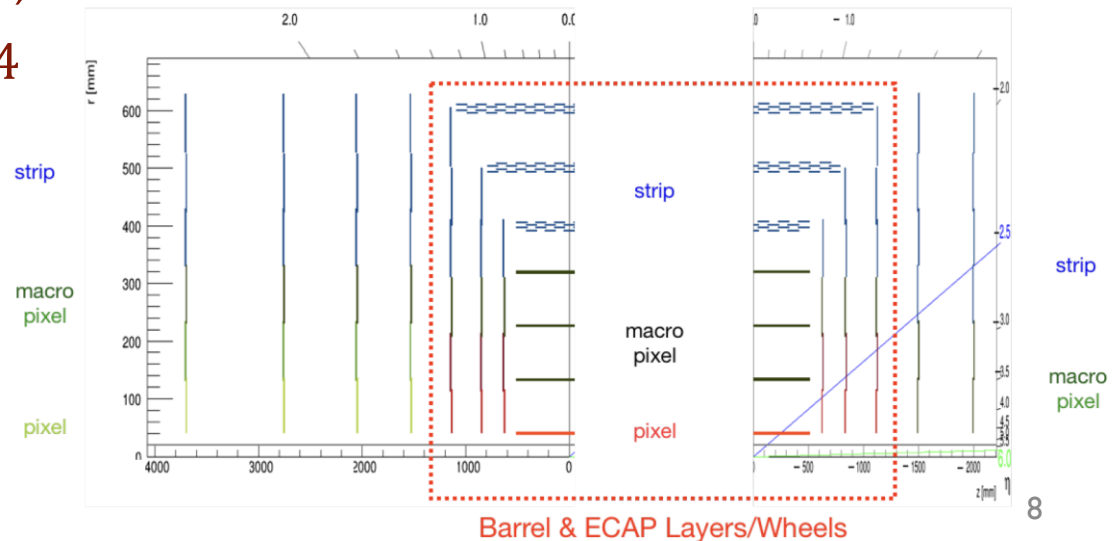 4
2.0
1.0
0.0
- 1.0
r [mm]
600
500
400
300
200
100
0
strip
macro
pixel
pixel
strip
macro
pixel
pixel
-2.0
-2.5
-3.0
-3.5
4.0
6.0
strip
macro
pixel
4000
3000
2000
1000
0
- 500
- 1000
- 1500
- 2000
z [mm]
η
8
Barrel & ECAP Layers/Wheels